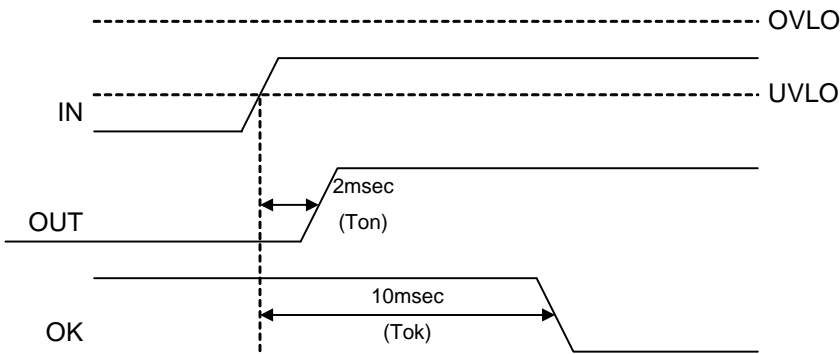 OVLO
UVLO
IN
2msec
(Ton)
OUT
10msec
(Tok)
OK